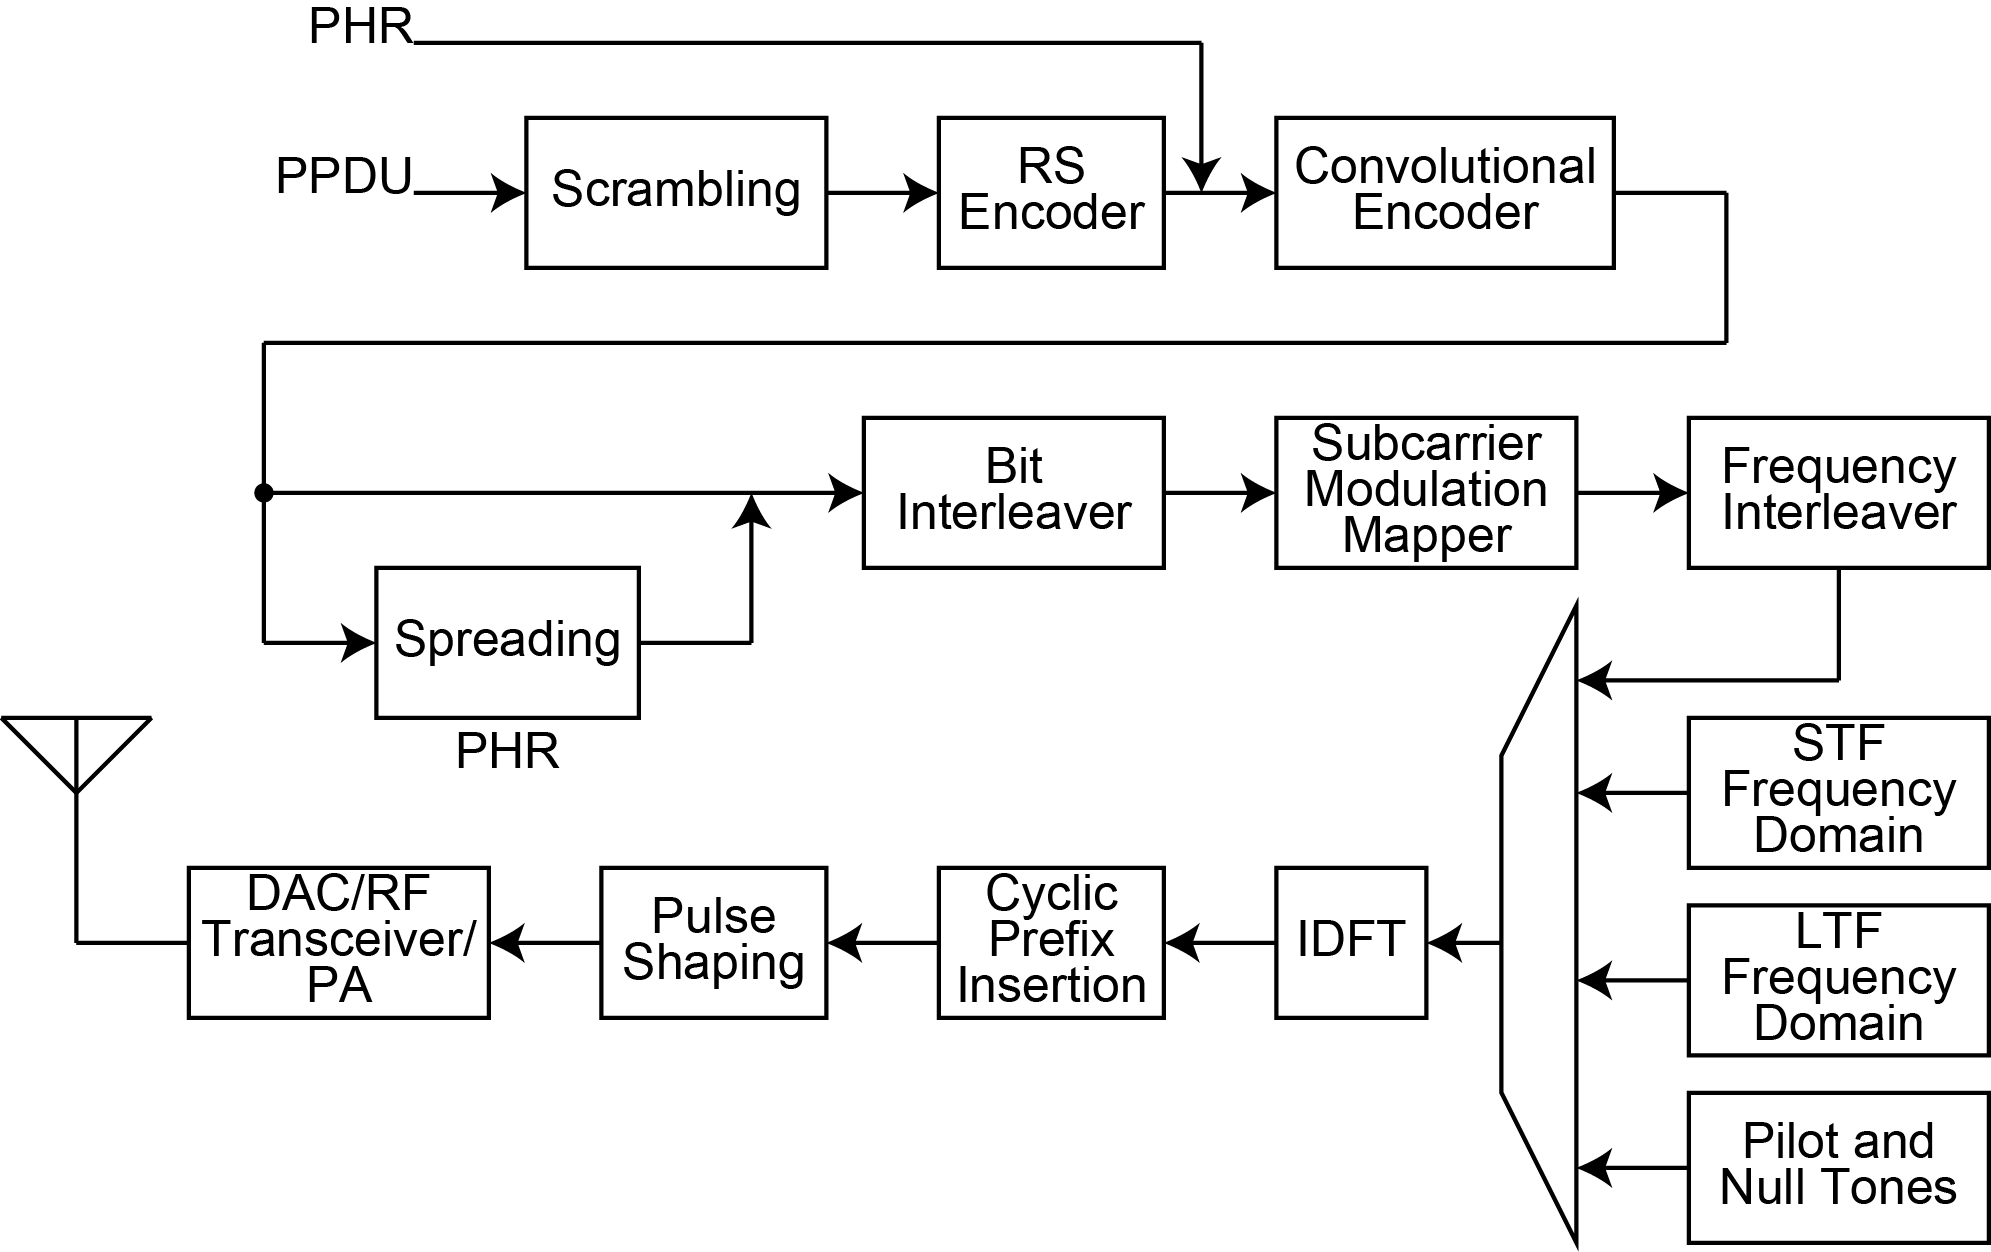 PHR
PPDU
Scrambling
RS
Encoder
Convolutional
Encoder
Bit
Interleaver
Subcarrier
Modulation
Mapper
Frequency
Interleaver
Spreading
PHR
STF
Frequency
Domain
LTF
Frequency
Domain
Pilot and
Null Tones
IDFT
Cyclic
Prefix
Insertion
Pulse
Shaping
DAC/RF
Transceiver/
PA